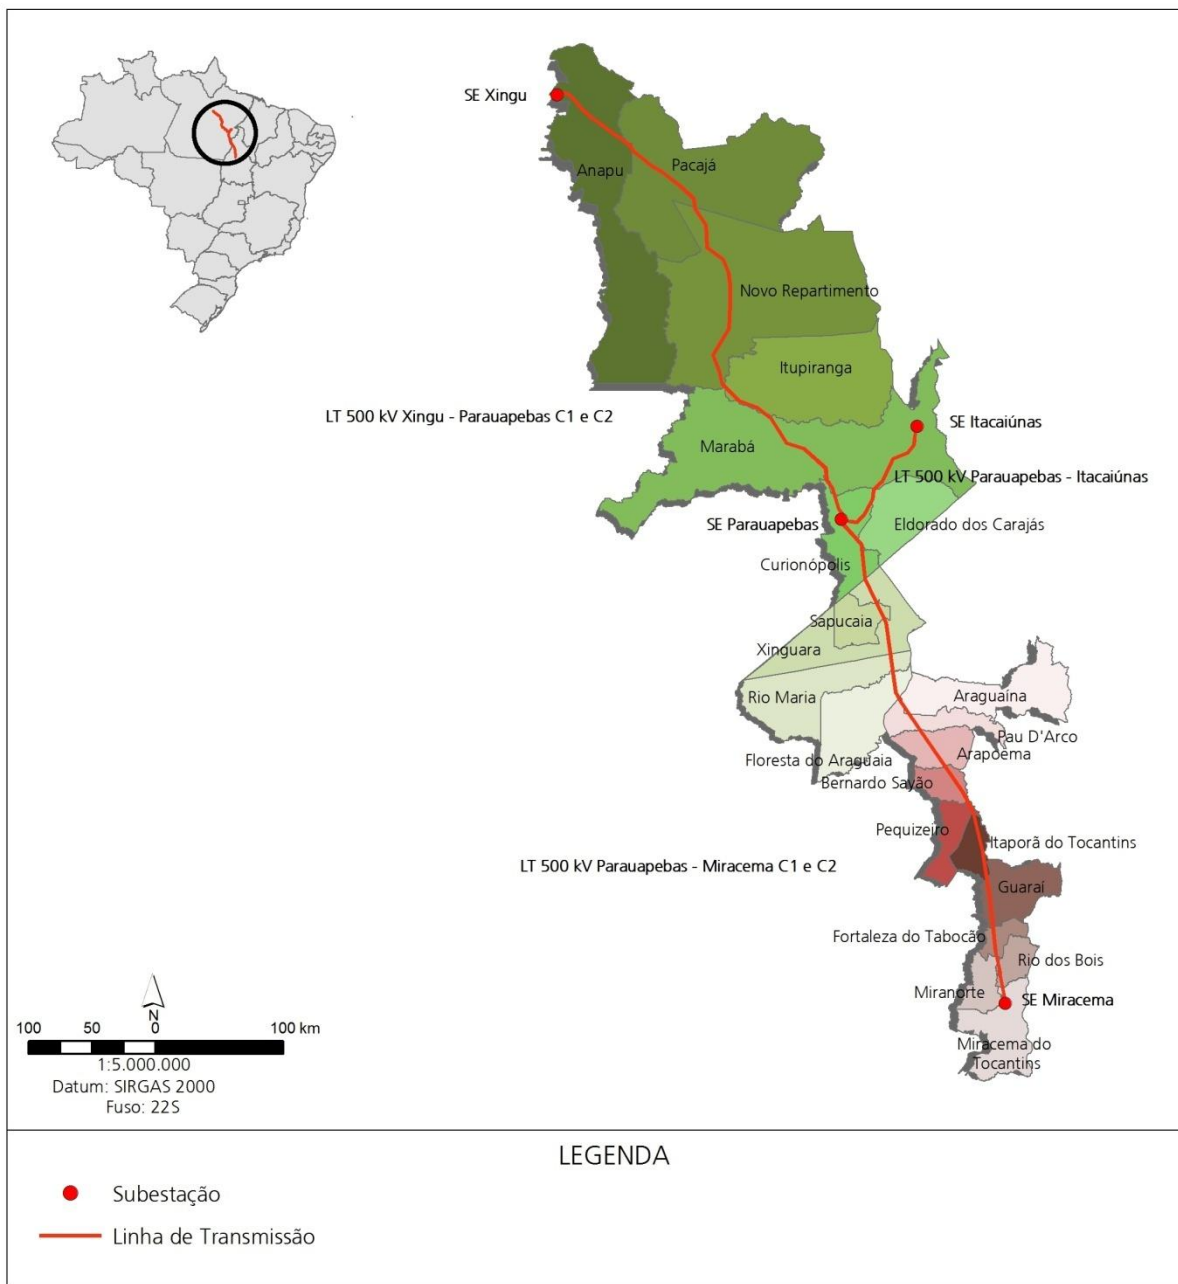 SE Xingu
Anapu
Pacajá
Novo Repartimento
Itupiranga
LT 500 kV Xingu - Parauapebas C1 e C2
SE Itacaiúnas
Marabá
LT 500 kV Parauapebas - Itacaiúnas
SE Parauapebas
Eldorado dos Carajás
Curionópolis
Sapucaia
Xinguara
Rio Maria
Araguaína
Pau D'Arco
Floresta do Araguaia
Arapoema
Bernardo Sayão
Pequizeiro
Itaporã do Tocantins
LT 500 kV Parauapebas - Miracema C1 e C2
Guaraí
Fortaleza do Tabocão
Rio dos Bois
Miranorte
SE Miracema
Miracema do
Tocantins
N
100 50 0 100 km
1:5.000.000
Datum: SIRGAS 2000
Fuso: 22S
LEGENDA
Subestação
Linha de Transmissão